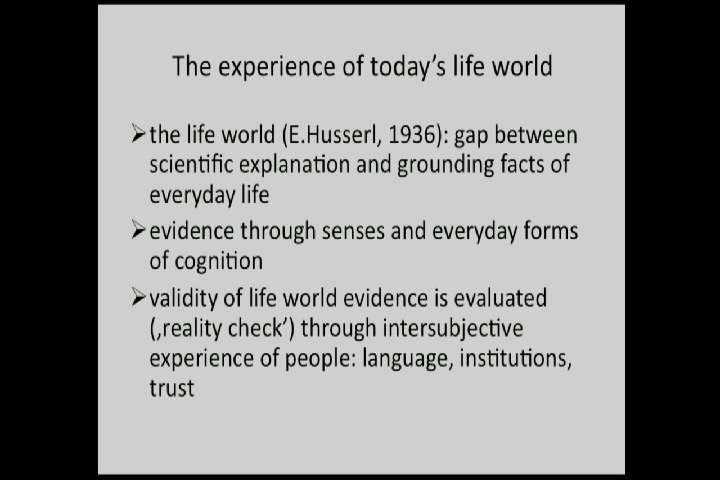 The experience of today’s life world
➢the life world (E.Husserl, 1936): gap between
scientific explanation and grounding facts of
everyday life
➢evidence through senses and everyday forms
of cognition
➢validity of life world evidence is evaluated
(‚reality check’) through intersubjective
experience of people: language, institutions,
trust